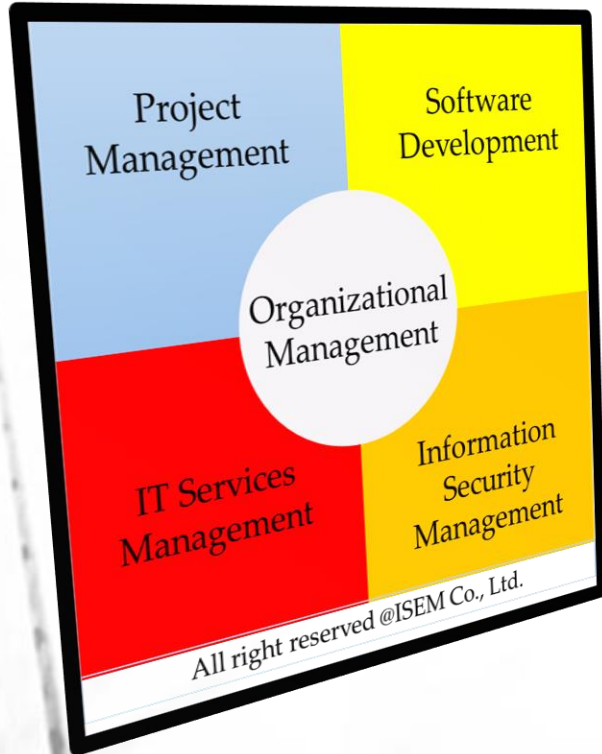 Project
Management
Software
Development
Organizational
Management
IT Services
Management
Information
Security
Management
All right reserved @ISEM Co., Ltd.